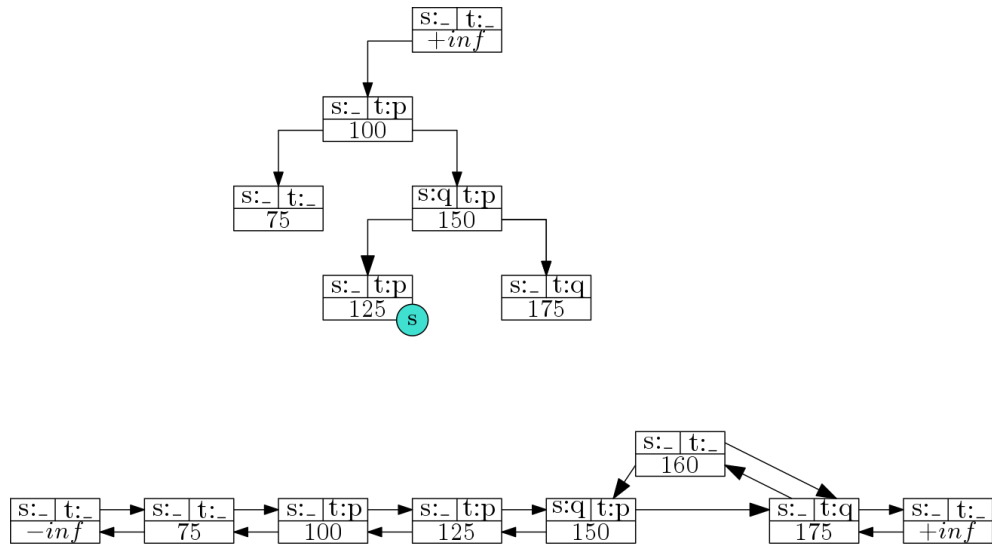 s:_ t:_
+inf
s:_ t:p
100
s:_ t:_
75
s:q t:p
150
s:_ t:p
125
s
s:_ t:q
175
s:_ t:_
160
s:_ t:_
-inf
s:_ t:_
75
s:_ t:p
100
s:_ t:p
125
s:q t:p
150
s:_ t:q
175
s:_ t:_
+inf